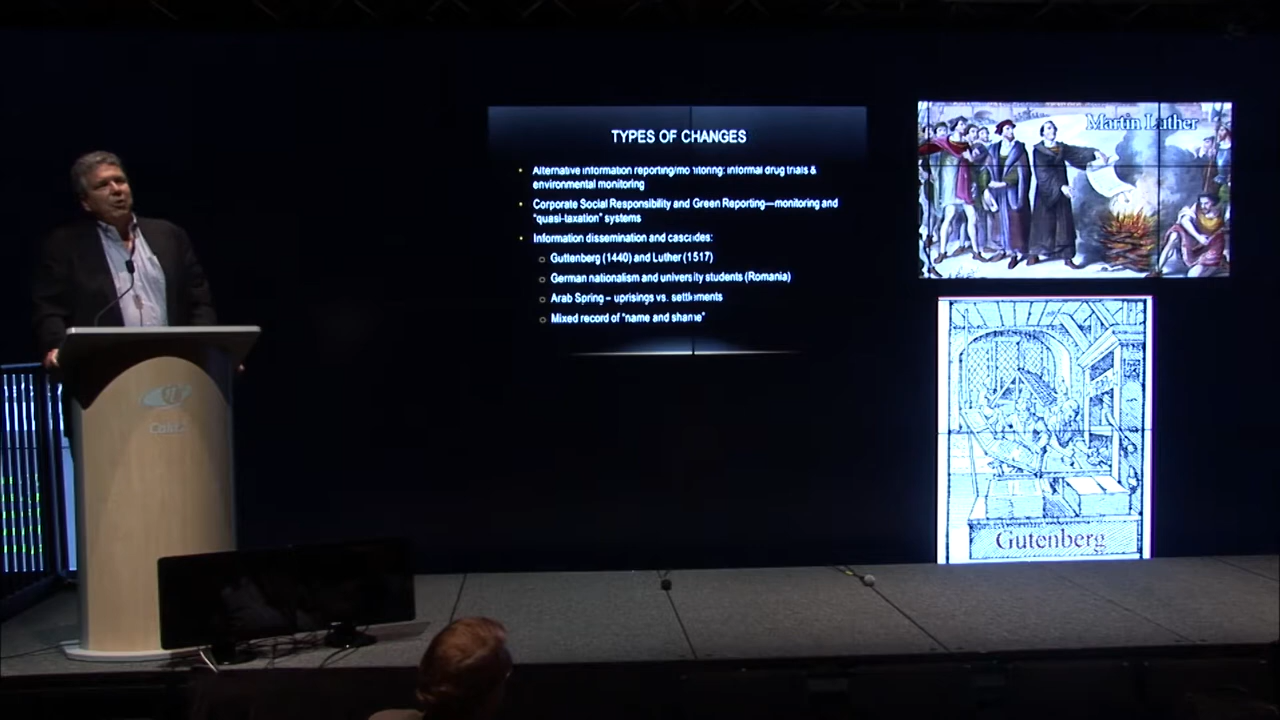 TYPES OF CHANGES
• Alternative information reporting/monitoring: informal drug trials &
environmental monitoring
• Corporate Social Responsibility and Green Reporting—monitoring and
"quasi-taxation" systems
• Information dissemination and cascades:
o Guttenberg (1440) and Luther (1517)
o German nationalism and university students (Romania)
o Arab Spring – uprisings vs. settlements
o Mixed record of "name and shame"
Martin Luther
Gutenberg